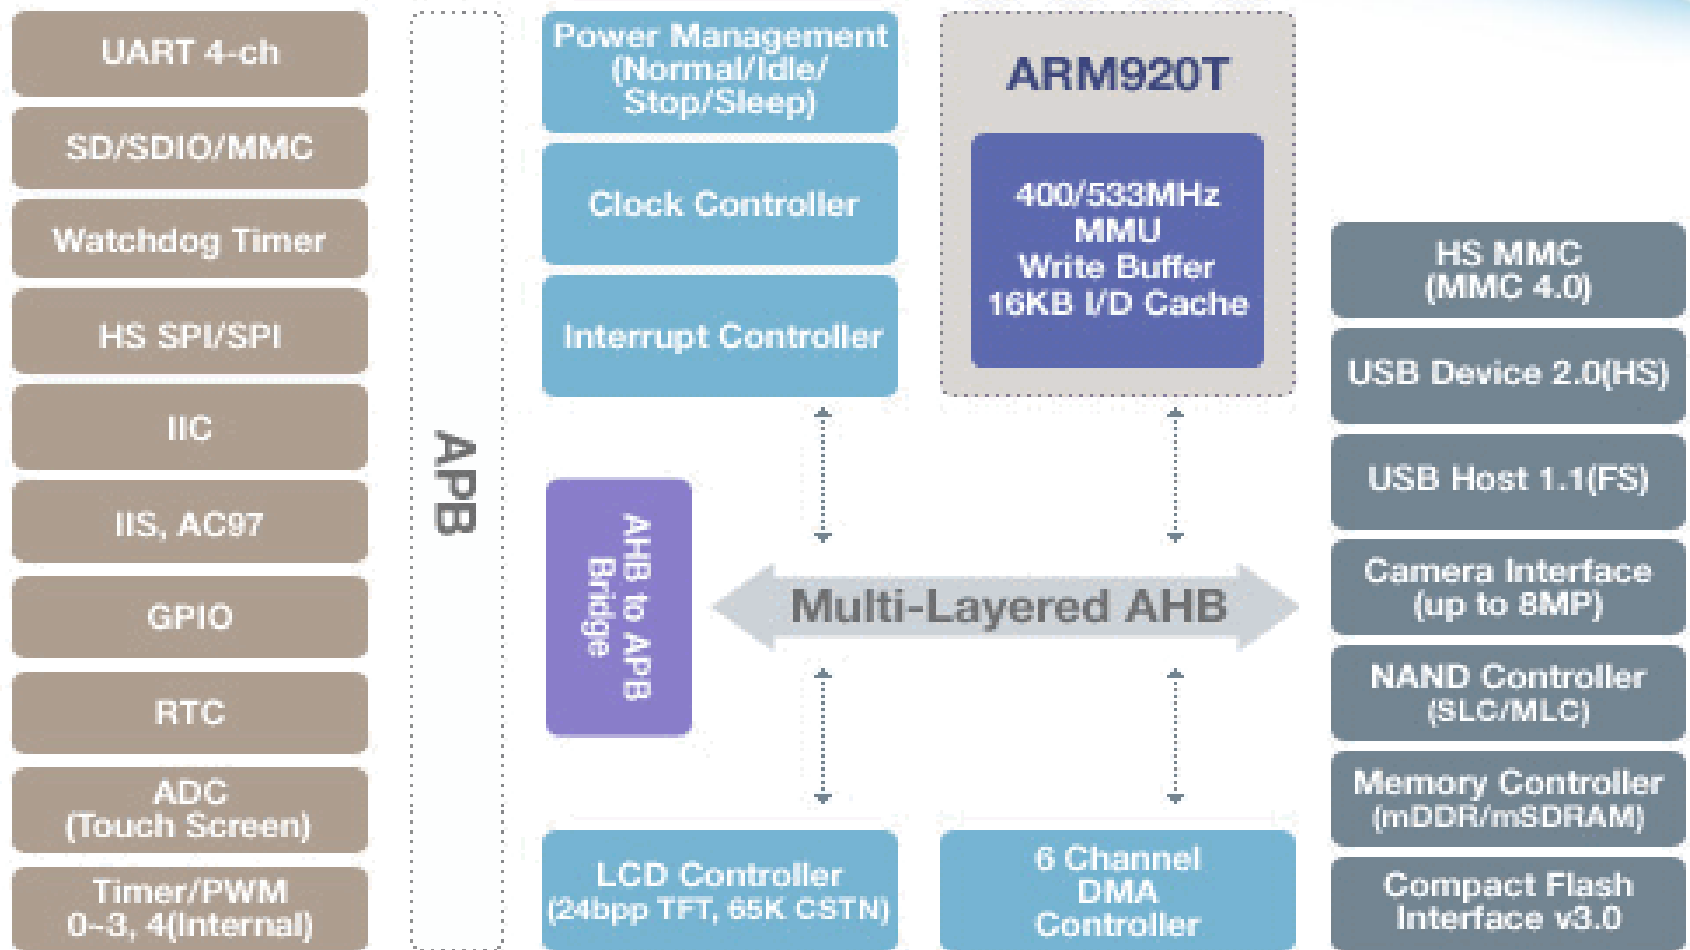 UART 4-ch
SD/SDIO/MMC
Watchdog Timer
HS SPI/SPI
IIC
IIS, AC97
GPIO
RTC
ADC
(Touch Screen)
Timer/PWM
0~3, 4(Internal)
APB
Power Management
(Normal/Idle/
Stop/Sleep)
Clock Controller
Interrupt Controller
AHB to APB
Bridge
Multi-Layered AHB
LCD Controller
(24bpp TFT, 65K CSTN)
ARM920T
400/533MHz
MMU
Write Buffer
16KB I/D Cache
6 Channel
DMA
Controller
HS MMC
(MMC 4.0)
USB Device 2.0(HS)
USB Host 1.1(FS)
Camera Interface
(up to 8MP)
NAND Controller
(SLC/MLC)
Memory Controller
(mDDR/mSDRAM)
Compact Flash
Interface v3.0